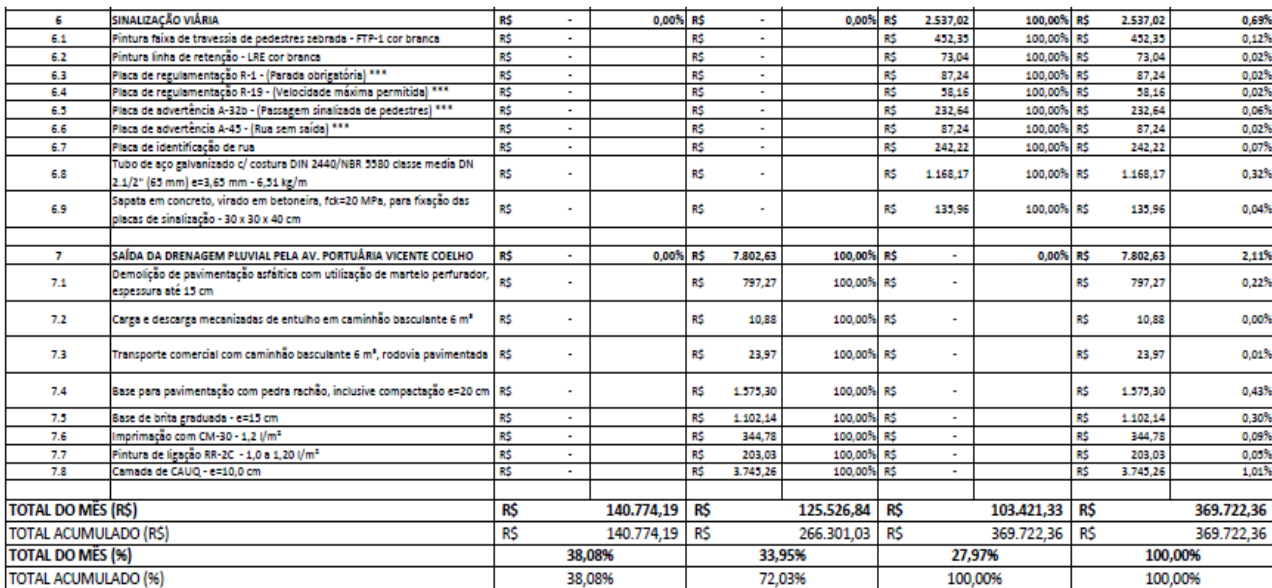 6 SINALIZAÇÃO VIÁRIA R$ - 0,00% R$ - 0,00% R$ 2.537,02 100,00% R$ 2.537,02 0,69%
6.1 Pintura faixa de travessia de pedestres zebrada - FTP-1 cor branca R$ - R$ - R$ 452,35 100,00% R$ 452,35 0,12%
6.2 Pintura linha de retenção - LRE cor branca R$ - R$ - R$ 73,04 100,00% R$ 73,04 0,02%
6.3 Placa de regulamentação R-1 - (Parada obrigatória) *** R$ - R$ - R$ 87,24 100,00% R$ 87,24 0,02%
6.4 Placa de regulamentação R-19 - (Velocidade máxima permitida) *** R$ - R$ - R$ 58,16 100,00% R$ 58,16 0,02%
6.5 Placa de advertência A-32b - (Passagem sinalizada de pedestres) *** R$ - R$ - R$ 232,64 100,00% R$ 232,64 0,06%
6.6 Placa de advertência A-45 - (Rua sem saída) *** R$ - R$ - R$ 87,24 100,00% R$ 87,24 0,02%
6.7 Placa de identificação de rua R$ - R$ - R$ 242,22 100,00% R$ 242,22 0,07%
Tubo de aço galvanizado c/ costura DIN 2440/NBR 5580 classe media DN
6.8 2.1/2" (65 mm) e=3,65 mm - 6,51 kg/m R$ - R$ - R$ 1.168,17 100,00% R$ 1.168,17 0,32%
Sapata em concreto, virado em betoneira, fck=20 MPa, para fixação das
6.9 placas de sinalização - 30 x 30 x 40 cm R$ - R$ - R$ 135,96 100,00% R$ 135,96 0,04%
7 SAÍDA DA DRENAGEM PLUVIAL PELA AV. PORTUÁRIA VICENTE COELHO R$ - 0,00% R$ 7.802,63 100,00% R$ - 0,00% R$ 7.802,63 2,11%
Demolição de pavimentação asfáltica com utilização de martelo perfurador,
7.1 espessura até 15 cm R$ - R$ 797,27 100,00% R$ - R$ 797,27 0,22%
7.2 Carga e descarga mecanizadas de entulho em caminhão basculante 6 m³ R$ - R$ 10,88 100,00% R$ - R$ 10,88 0,00%
7.3 Transporte comercial com caminhão basculante 6 m³, rodovia pavimentada R$ - R$ 23,97 100,00% R$ - R$ 23,97 0,01%
7.4 Base para pavimentação com pedra rachão, inclusive compactação e=20 cm R$ - R$ 1.575,30 100,00% R$ - R$ 1.575,30 0,43%
7.5 Base de brita graduada - e=15 cm R$ - R$ 1.102,14 100,00% R$ - R$ 1.102,14 0,30%
7.6 Imprimação com CM-30 - 1,2 l/m² R$ - R$ 344,78 100,00% R$ - R$ 344,78 0,09%
7.7 Pintura de ligação RR-2C - 1,0 a 1,20 l/m² R$ - R$ 203,03 100,00% R$ - R$ 203,03 0,05%
7.8 Camada de CAUQ - e=10,0 cm R$ - R$ 3.745,26 100,00% R$ - R$ 3.745,26 1,01%
TOTAL DO MÊS (R$) R$ 140.774,19 R$ 125.526,84 R$ 103.421,33 R$ 369.722,36
TOTAL ACUMULADO (R$) R$ 140.774,19 R$ 266.301,03 R$ 369.722,36 R$ 369.722,36
TOTAL DO MÊS (%) 38,08% 33,95% 27,97% 100,00%
TOTAL ACUMULADO (%) 38,08% 72,03% 100,00% 100,00%